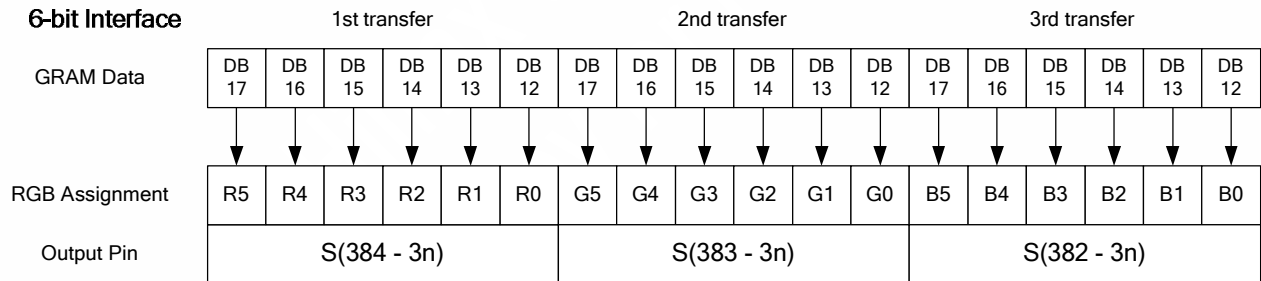 6-bit Interface 1st transfer 2nd transfer 3rd transfer
GRAM Data DB 17 DB 16 DB 15 DB 14 DB 13 DB 12 DB 17 DB 16 DB 15 DB 14 DB 13 DB 12 DB 17 DB 16 DB 15 DB 14 DB 13 DB 12
RGB Assignment R5 R4 R3 R2 R1 R0 G5 G4 G3 G2 G1 G0 B5 B4 B3 B2 B1 B0
Output Pin S(384 - 3n) S(383 - 3n) S(382 - 3n)